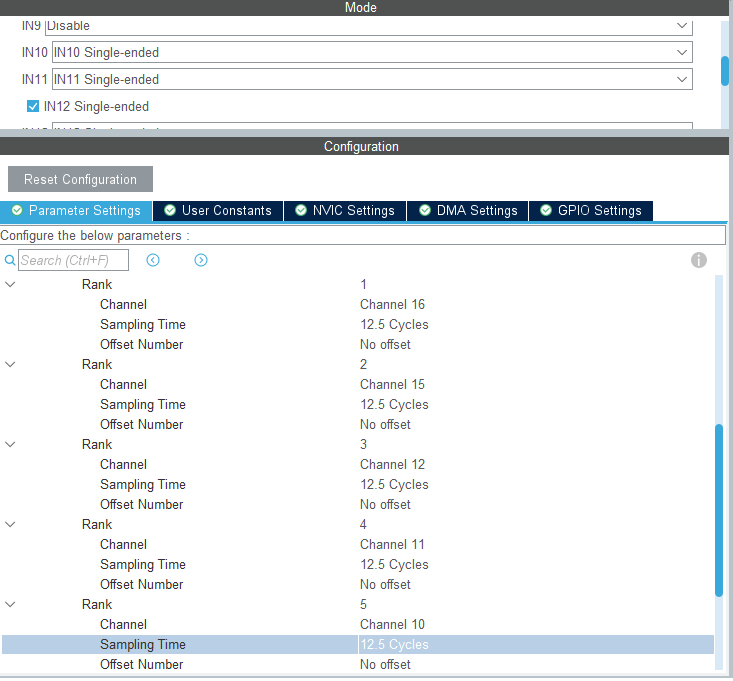 Mode
IN9 Disable
IN10 IN10 Single-ended
IN11 IN11 Single-ended
IN12 Single-ended
Configuration
Reset Configuration
Parameter Settings User Constants NVIC Settings DMA Settings GPIO Settings
Configure the below parameters :
Search (Ctrl+F)
Rank 1
Channel Channel 16
Sampling Time 12.5 Cycles
Offset Number No offset
Rank 2
Channel Channel 15
Sampling Time 12.5 Cycles
Offset Number No offset
Rank 3
Channel Channel 12
Sampling Time 12.5 Cycles
Offset Number No offset
Rank 4
Channel Channel 11
Sampling Time 12.5 Cycles
Offset Number No offset
Rank 5
Channel Channel 10
Sampling Time 12.5 Cycles
Offset Number No offset